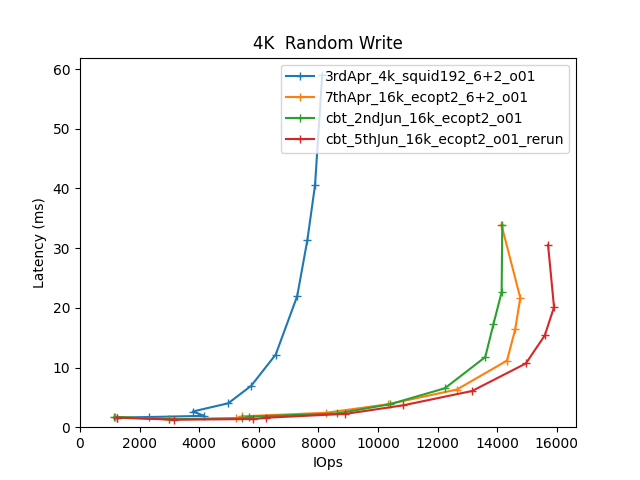 4K  Random Write
3rdApr_4k_squid192_6+2_o01
7thApr_16k_ecopt2_6+2_o01
cbt_2ndJun_16k_ecopt2_o01
cbt_5thJun_16k_ecopt2_o01_rerun
Latency (ms)
60
50
40
30
20
10
0
0 2000 4000 6000 8000 10000 12000 14000 16000
IOps